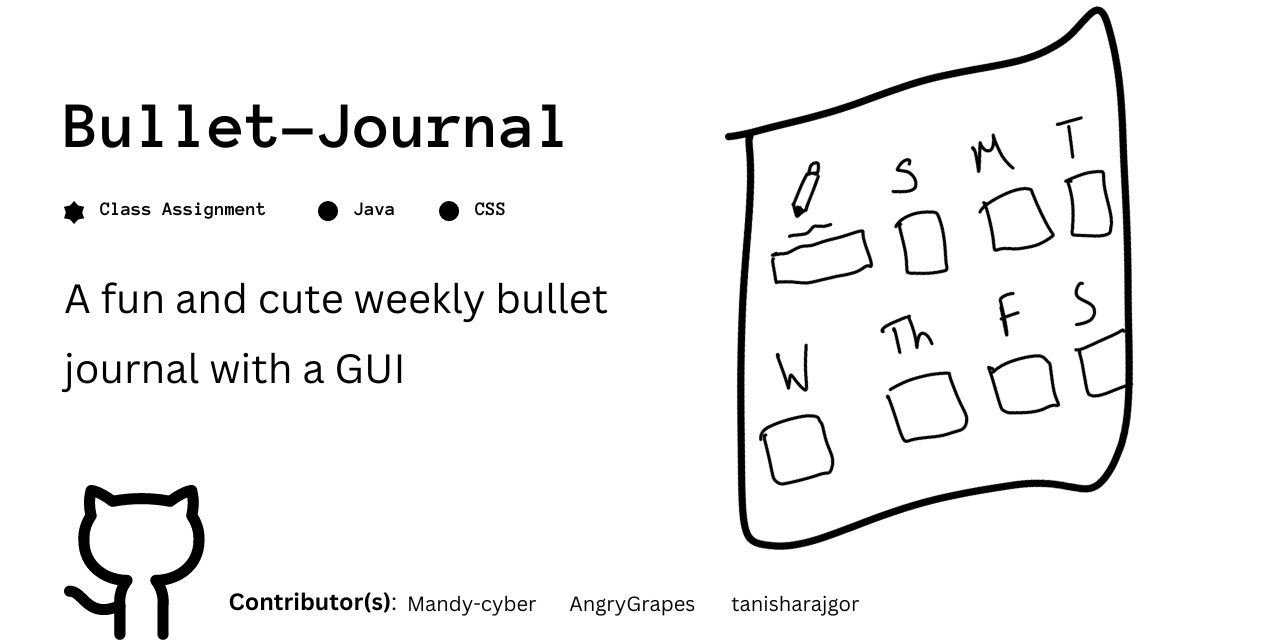 Bullet-Journal
Class Assignment Java CSS
A fun and cute weekly bullet
journal with a GUI
S M T
W Th F S
Contributor(s): Mandy-cyber AngryGrapes tanisharajgor